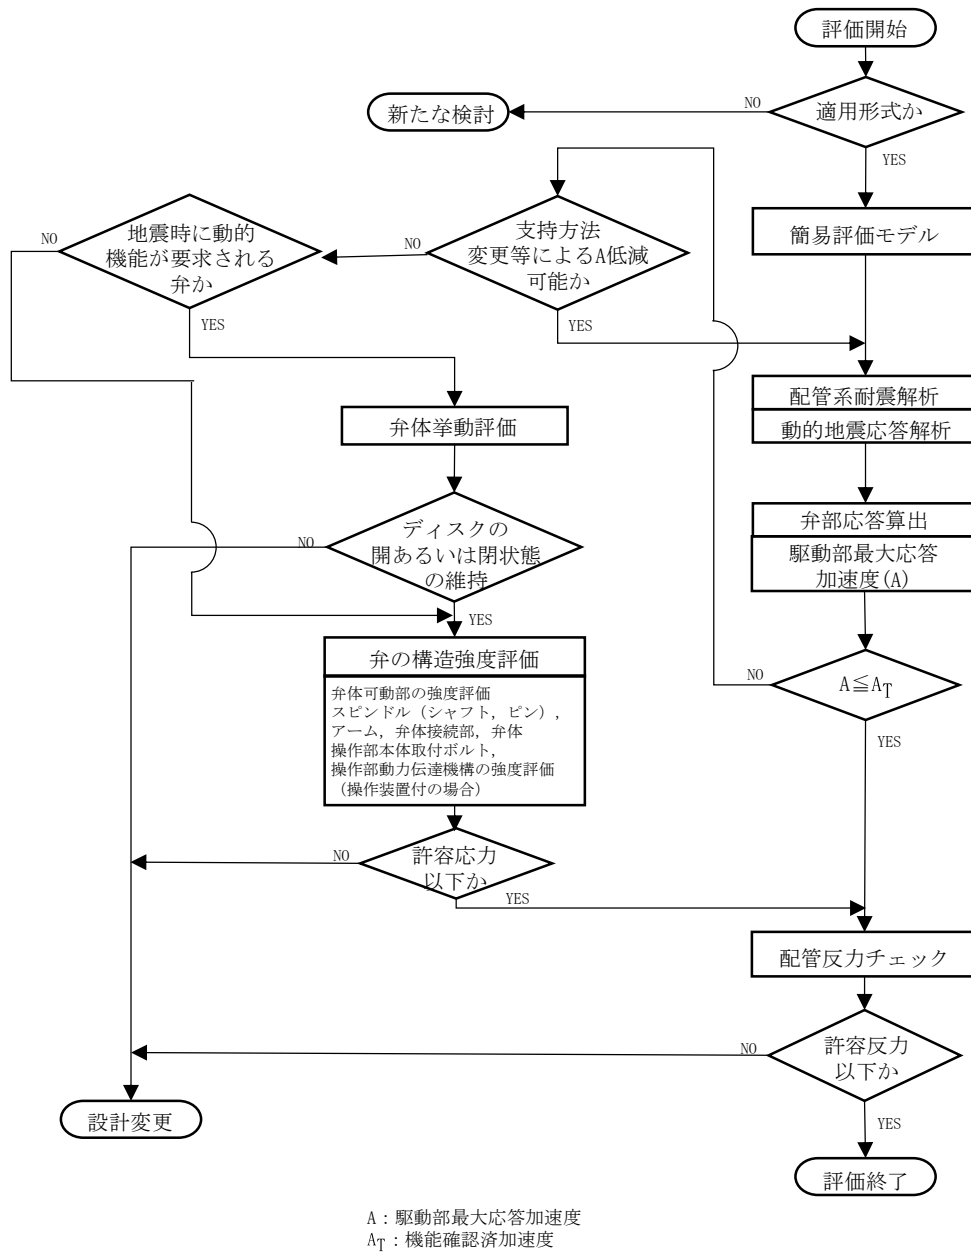 評価開始
適用形式か
NO
YES
新たな検討
簡易評価モデル
支持方法
変更等によるA低減
可能か
NO
YES
地震時に動的
機能が要求される
弁か
NO
YES
配管系耐震解析
動的地震応答解析
弁体挙動評価
弁部応答算出
駆動部最大応答
加速度(A)
ディスクの
開あるいは閉状態
の維持
NO
YES
A≦AT
NO
YES
弁の構造強度評価
弁体可動部の強度評価
スピンドル（シャフト，ピン），
アーム，弁体接続部，弁体
操作部本体取付ボルト，
操作部動力伝達機構の強度評価
（操作装置付の場合）
許容応力
以下か
NO
YES
配管反力チェック
許容反力
以下か
NO
YES
設計変更
評価終了
A：駆動部最大応答加速度
AT：機能確認済加速度